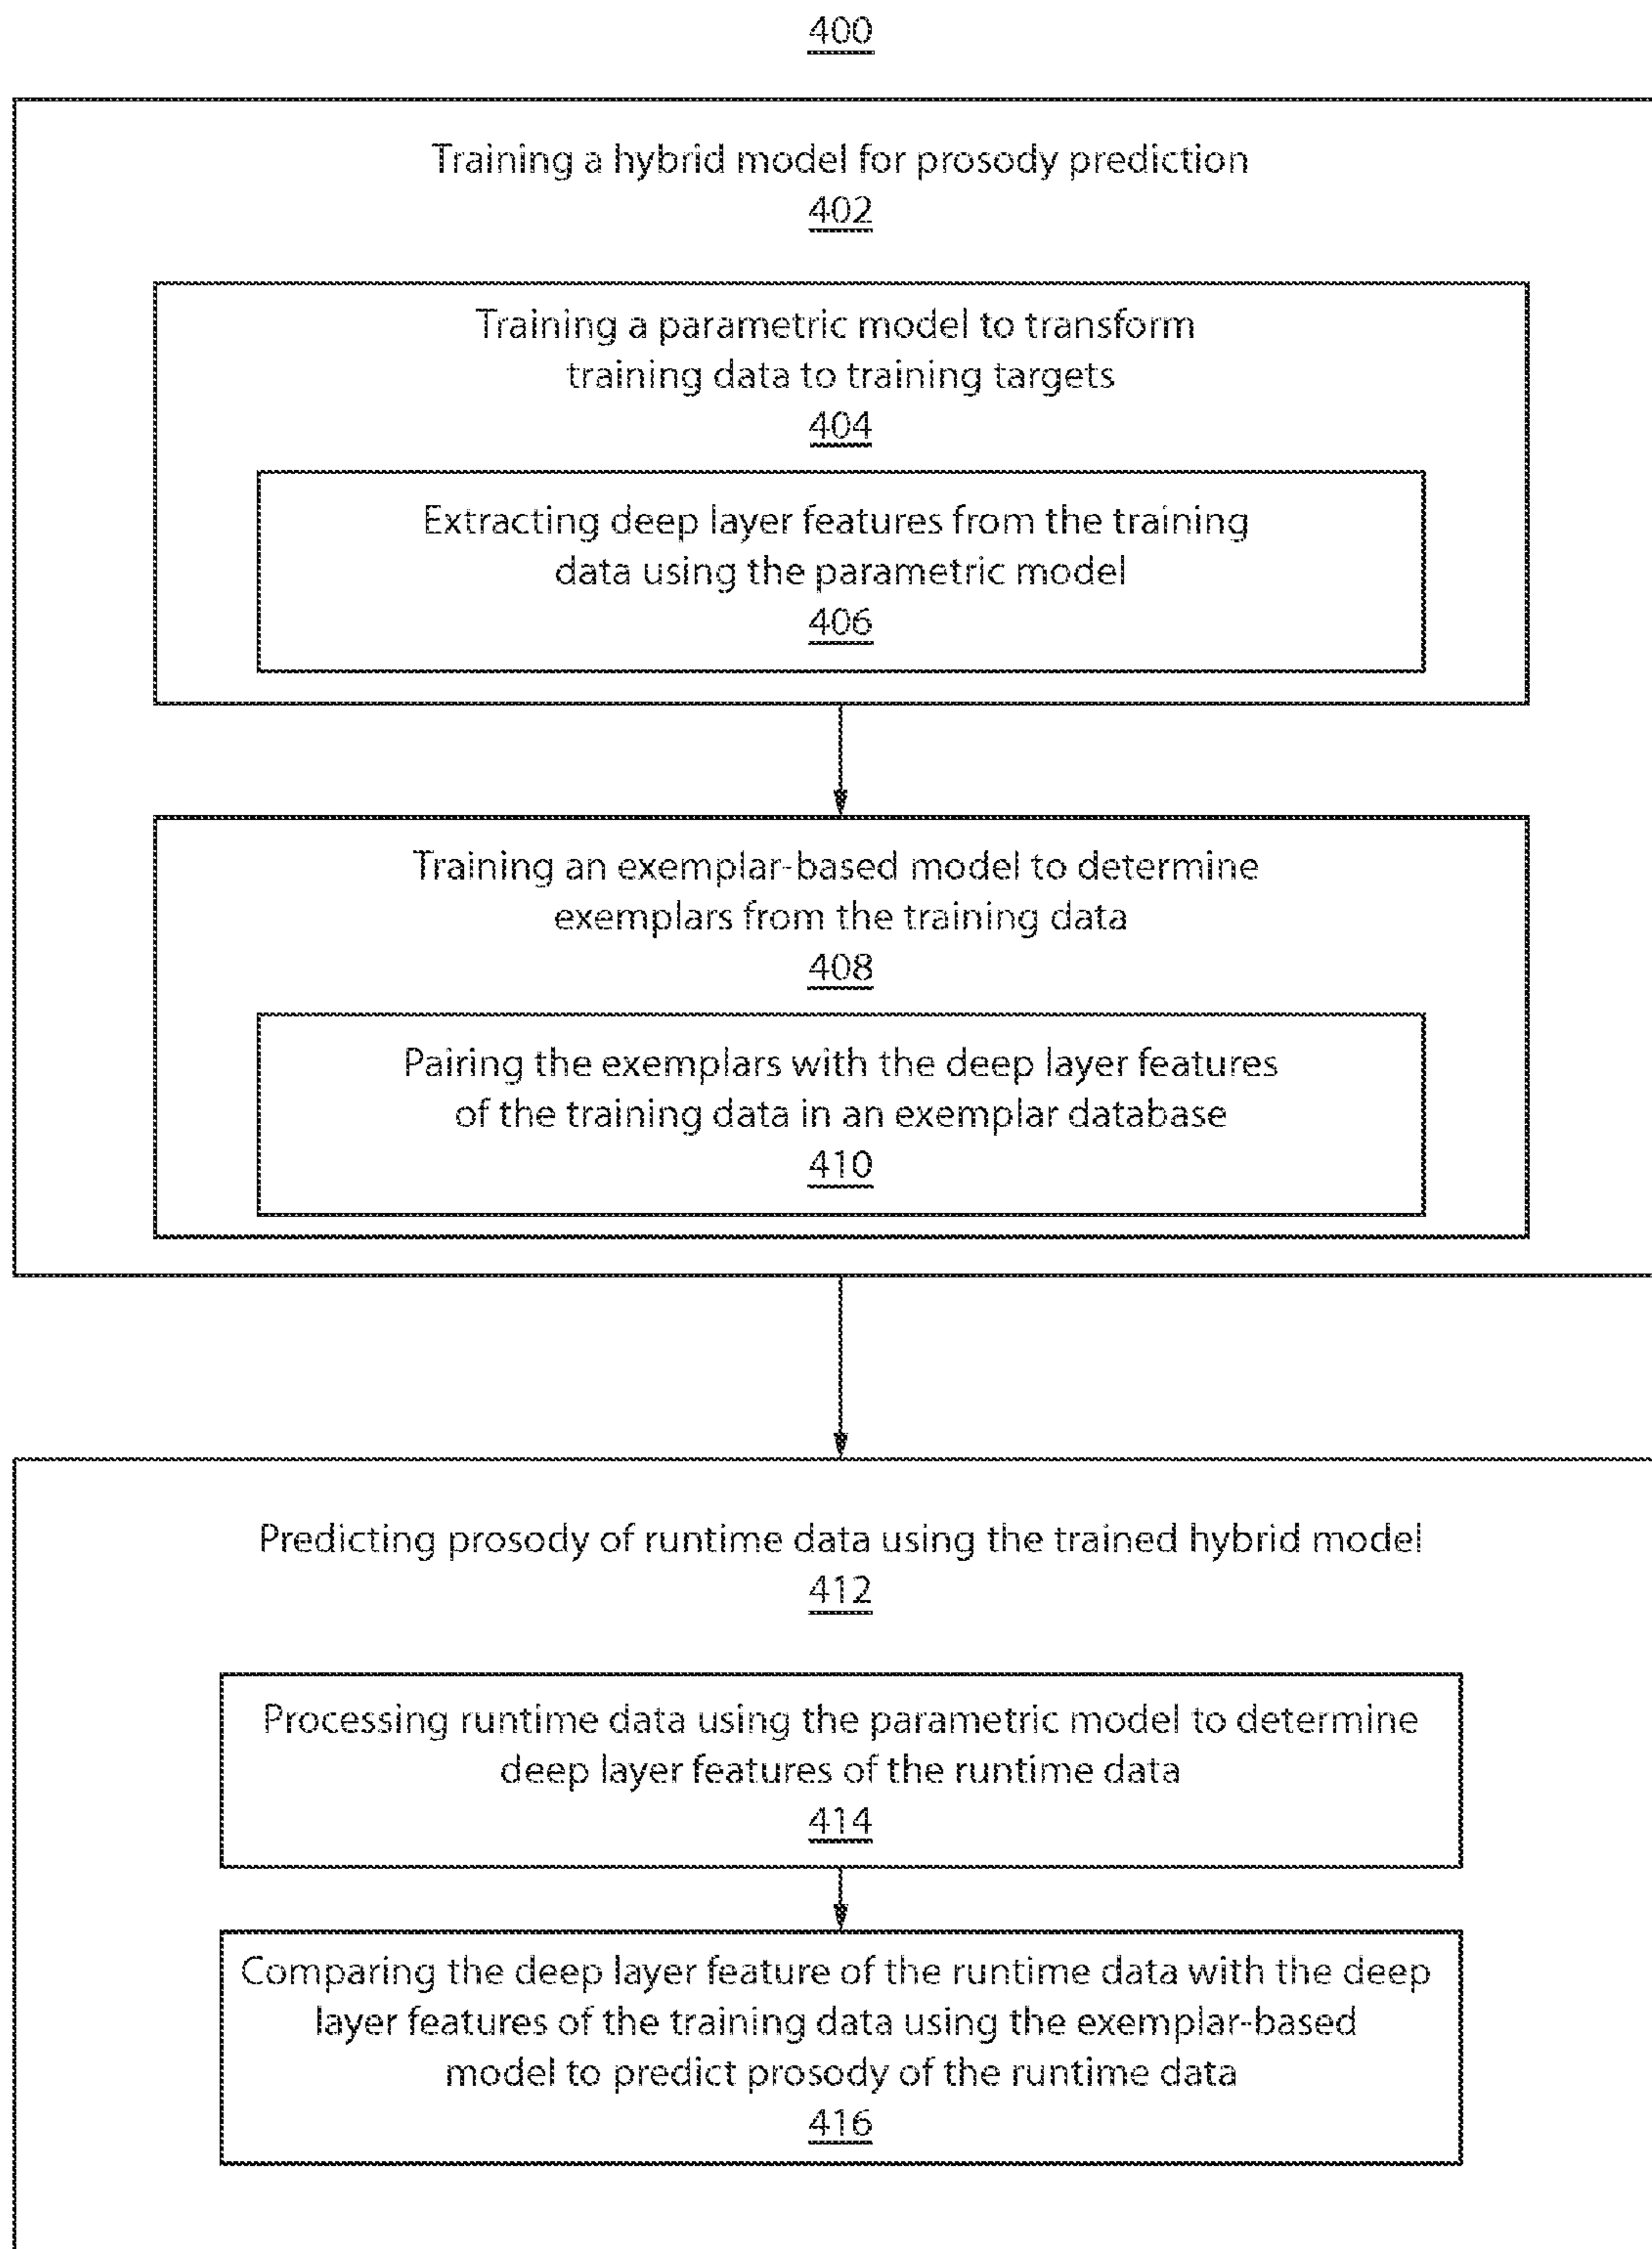 400
Training a hybrid model for prosody prediction
402
Training a parametric model to transform
training data to training targets
404
Extracting deep layer features from the training
data using the parametric model
406
Training an exemplar-based model to determine
exemplars from the training data
408
Pairing the exemplars with the deep layer features
of the training data in an exemplar database
410
Predicting prosody of runtime data using the trained hybrid model
412
Processing runtime data using the parametric model to determine
deep layer features of the runtime data
414
Comparing the deep layer feature of the runtime data with the deep
layer features of the training data using the exemplar-based
model to predict prosody of the runtime data
416